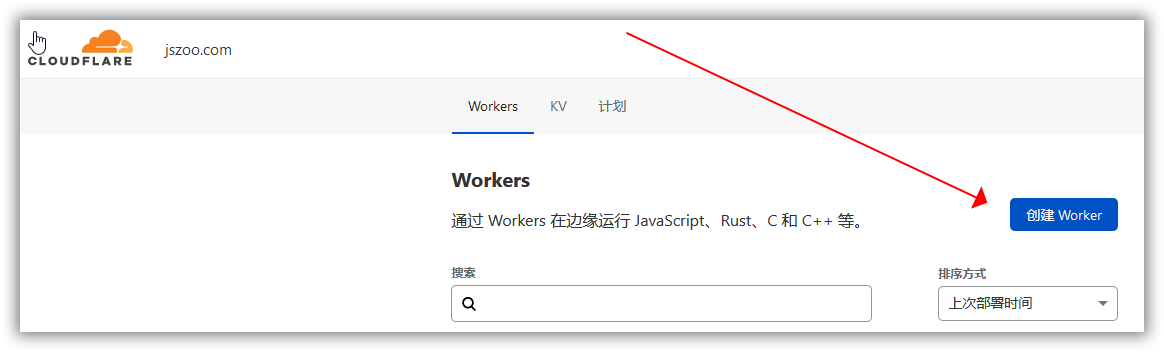 CLOUDFLARE
jszoo.com
Workers
KV
计划
Workers
通过 Workers 在边缘运行 JavaScript、Rust、C 和 C++ 等。
创建 Worker
搜索
排序方式
上次部署时间